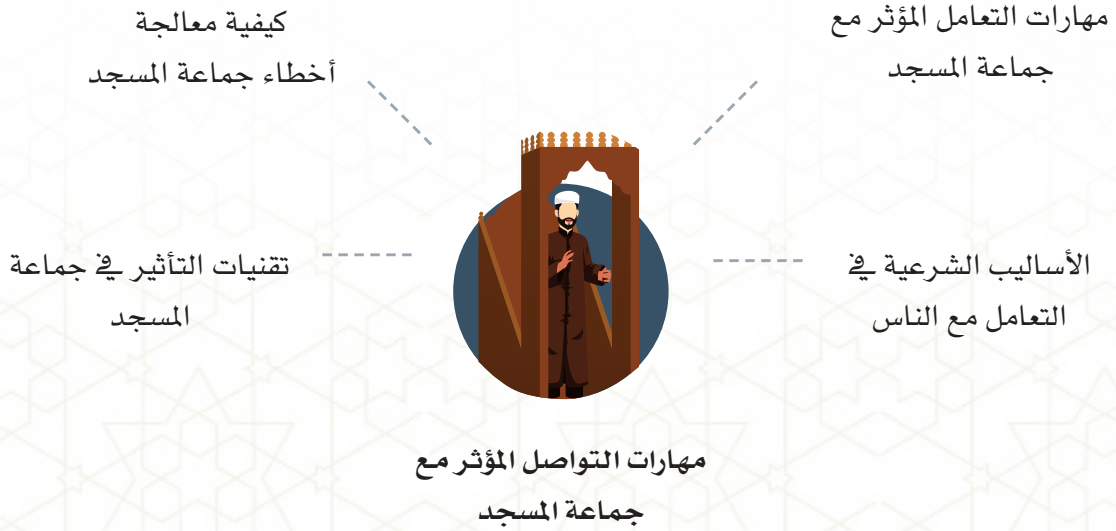 مهارات التعامل المؤثر مع
جماعة المسجد
كيفية معالجة
أخطاء جماعة المسجد
الأساليب الشرعية في
التعامل مع الناس
تقنيات التأثير في جماعة
المسجد
مهارات التواصل المؤثر مع
جماعة المسجد